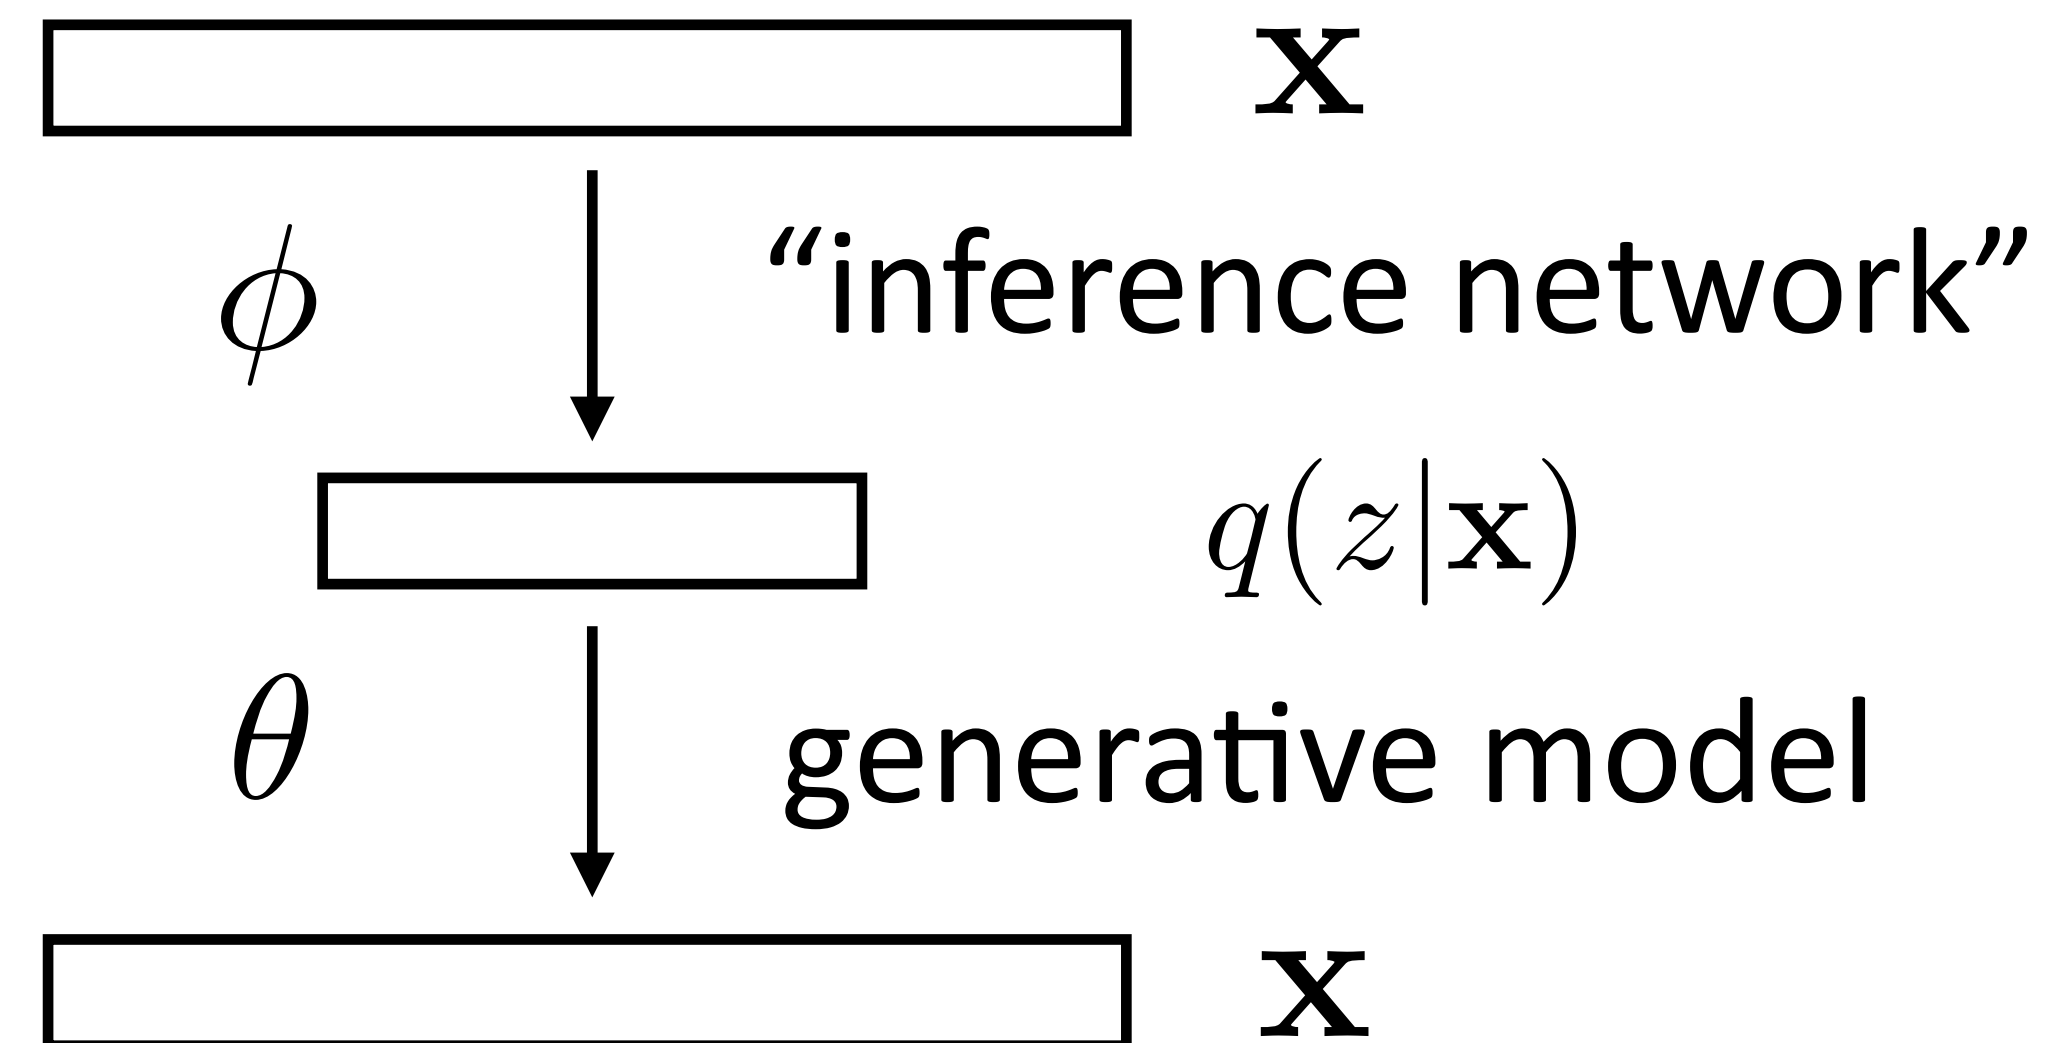 x
ϕ
“inference network”
q(z|x)
θ
generative model
x